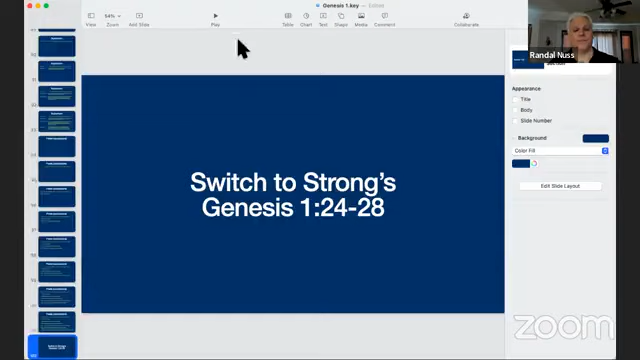 Genesis 1.key — Edited
54%
View
Zoom
Add Slide
Play
Table
Chart
Text
Shape
Media
Comment
Collaborate
Randal Nuss
Appearance
Title
Body
Slide Number
Background
Color Fill
Edit Slide Layout
Switch to Strong's
Genesis 1:24-28
zoom